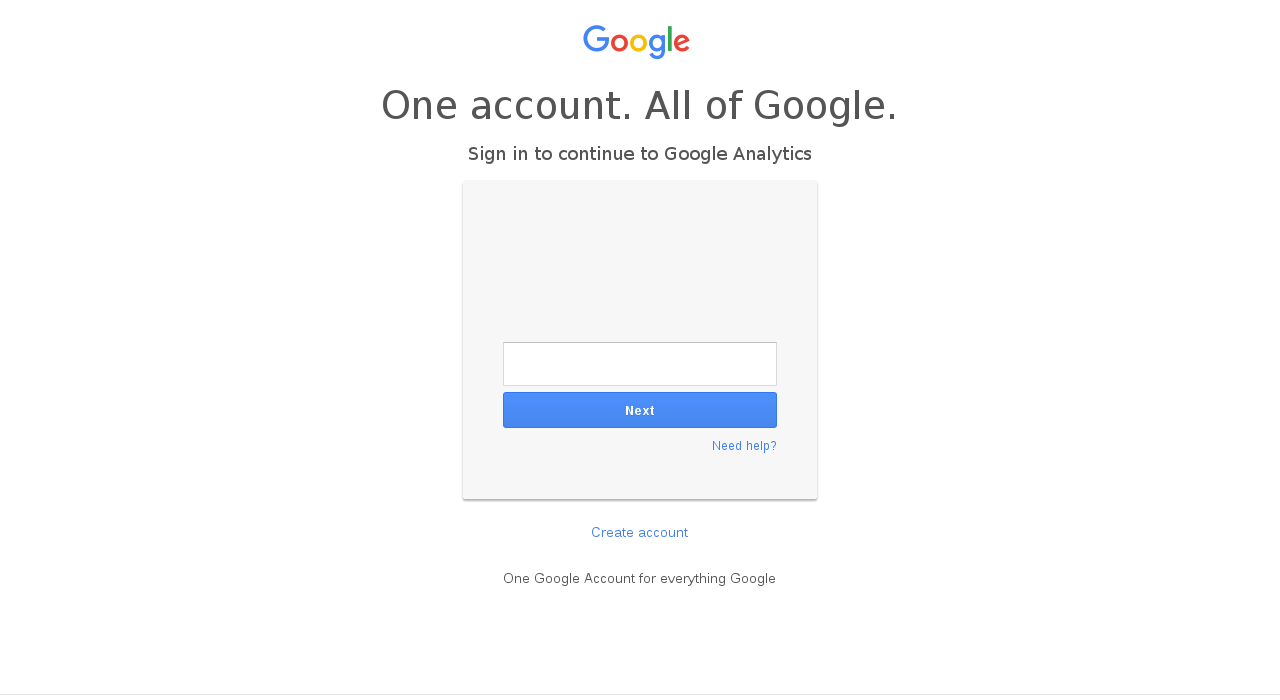 Google
One account. All of Google.
Sign in to continue to Google Analytics
Next
Need help?
Create account
One Google Account for everything Google